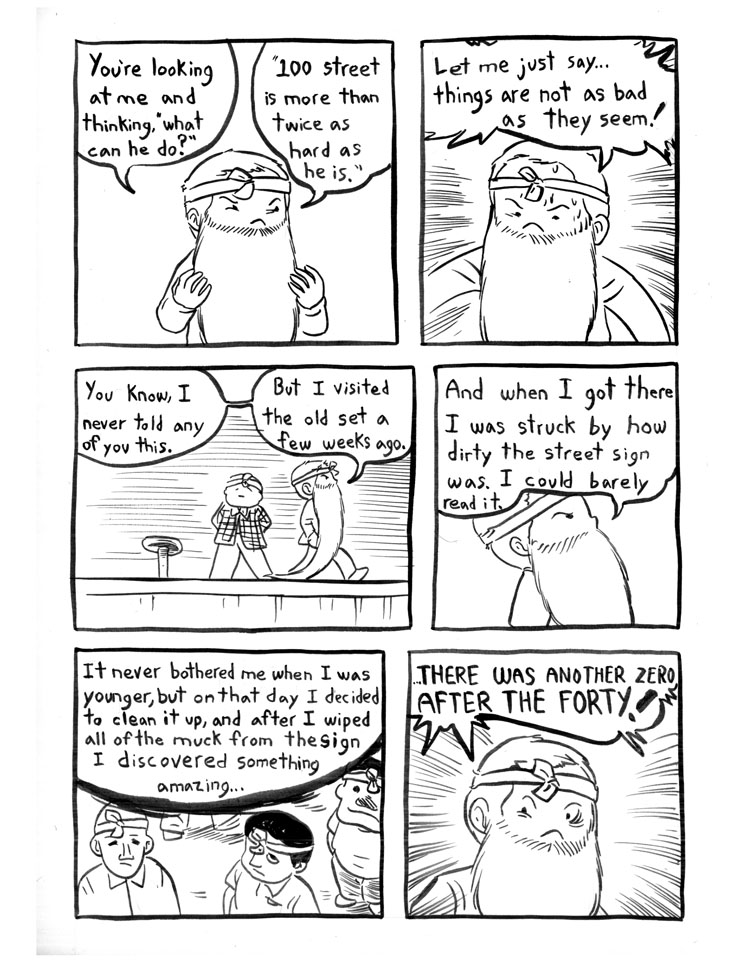 You're looking
at me and
thinking, "what
can he do?"
"100 street
is more than
twice as
hard as
he is."
Let me just say...
things are not as bad
as they seem!
You Know, I
never told any
of you this.
But I visited
the old set a
few weeks ago.
And when I got there
I was struck by how
dirty the street sign
was. I could barely
read it.
It never bothered me when I was
younger, but on that day I decided
to clean it up, and after I wiped
all of the muck from the sign
I discovered something
amazing...
...THERE WAS ANOTHER ZERO
AFTER THE FORTY!